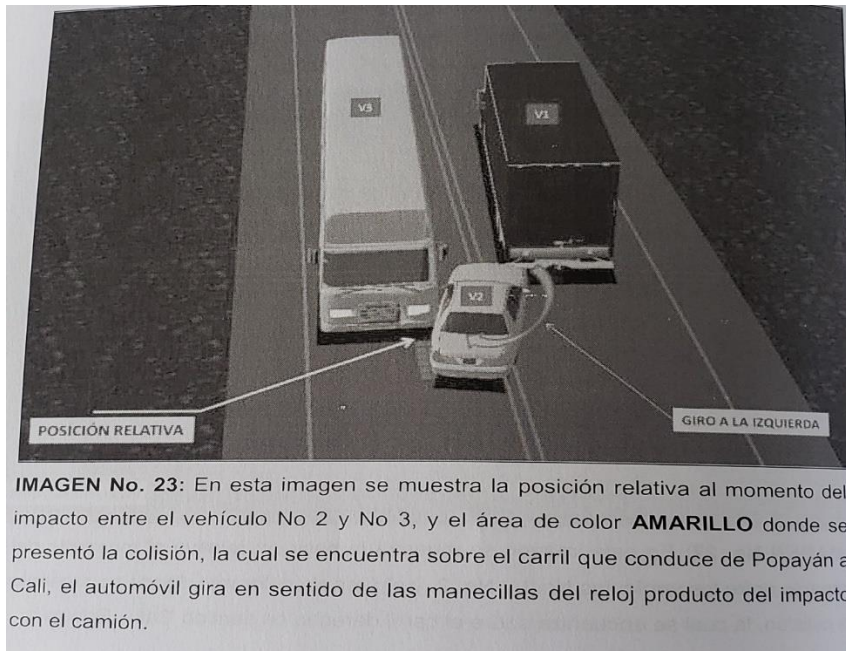 V3
V1
V2
POSICIÓN RELATIVA
GIRO A LA IZQUIERDA
IMAGEN No. 23: En esta imagen se muestra la posición relativa al momento del
impacto entre el vehículo No 2 y No 3, y el área de color AMARILLO donde se
presentó la colisión, la cual se encuentra sobre el carril que conduce de Popayán a
Cali, el automóvil gira en sentido de las manecillas del reloj producto del impacto
con el camión.